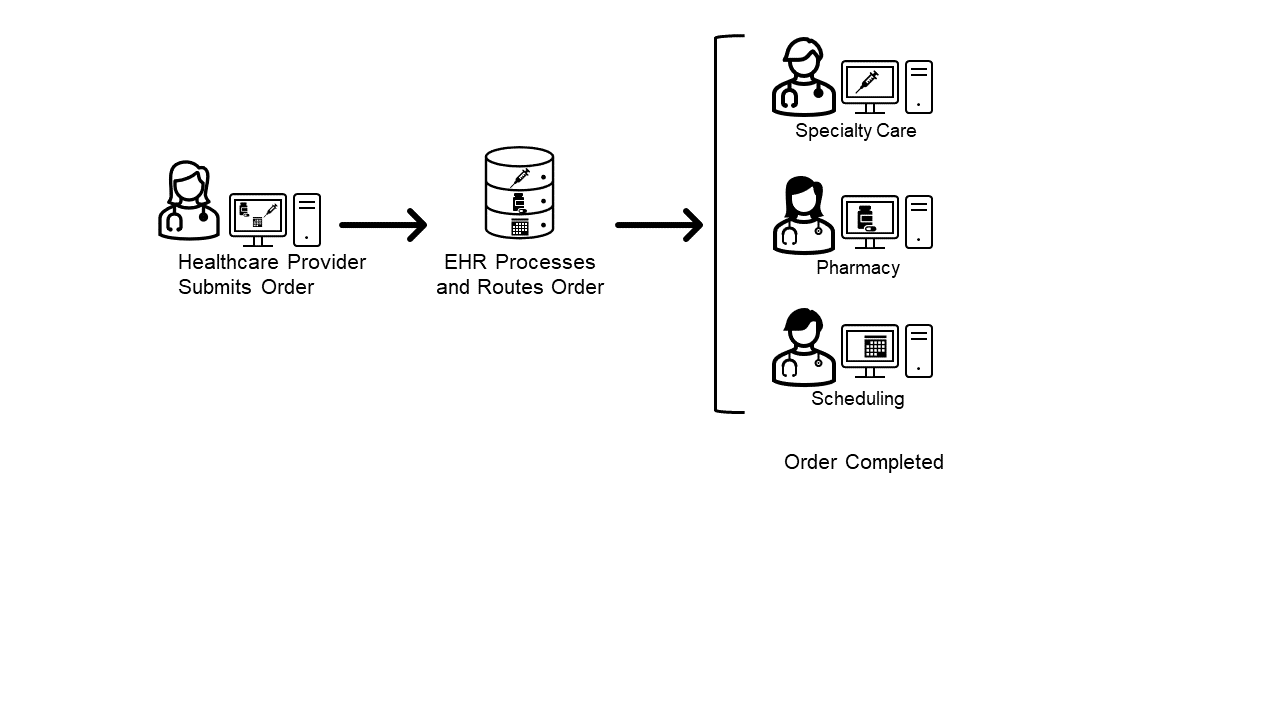 Healthcare Provider
Submits Order
EHR Processes
and Routes Order
Specialty Care
Pharmacy
Scheduling
Order Completed